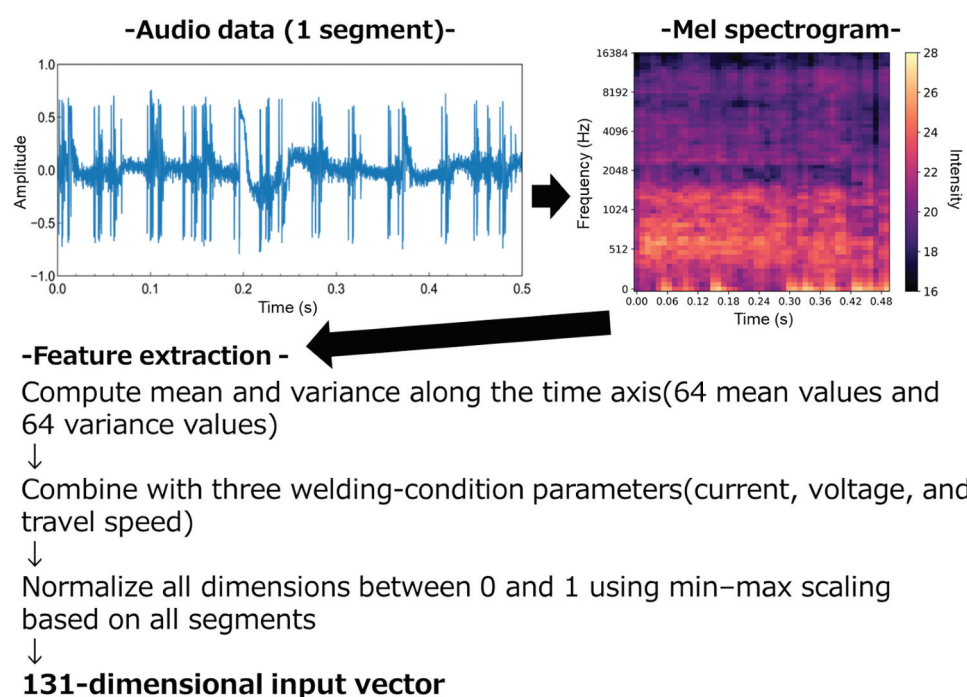 -Audio data (1 segment)-
-Mel spectrogram-
1.0
0.5
0.0
−0.5
−1.0
Amplitude
0.0 0.1 0.2 0.3 0.4 0.5
Time (s)
16384
8192
4096
2048
1024
512
0
Frequency (Hz)
0.00 0.06 0.12 0.18 0.24 0.30 0.36 0.42 0.48
Time (s)
28
26
24
22
20
18
16
Intensity
-Feature extraction -
Compute mean and variance along the time axis(64 mean values and
64 variance values)
↓
Combine with three welding-condition parameters(current, voltage, and
travel speed)
↓
Normalize all dimensions between 0 and 1 using min–max scaling
based on all segments
↓
131-dimensional input vector